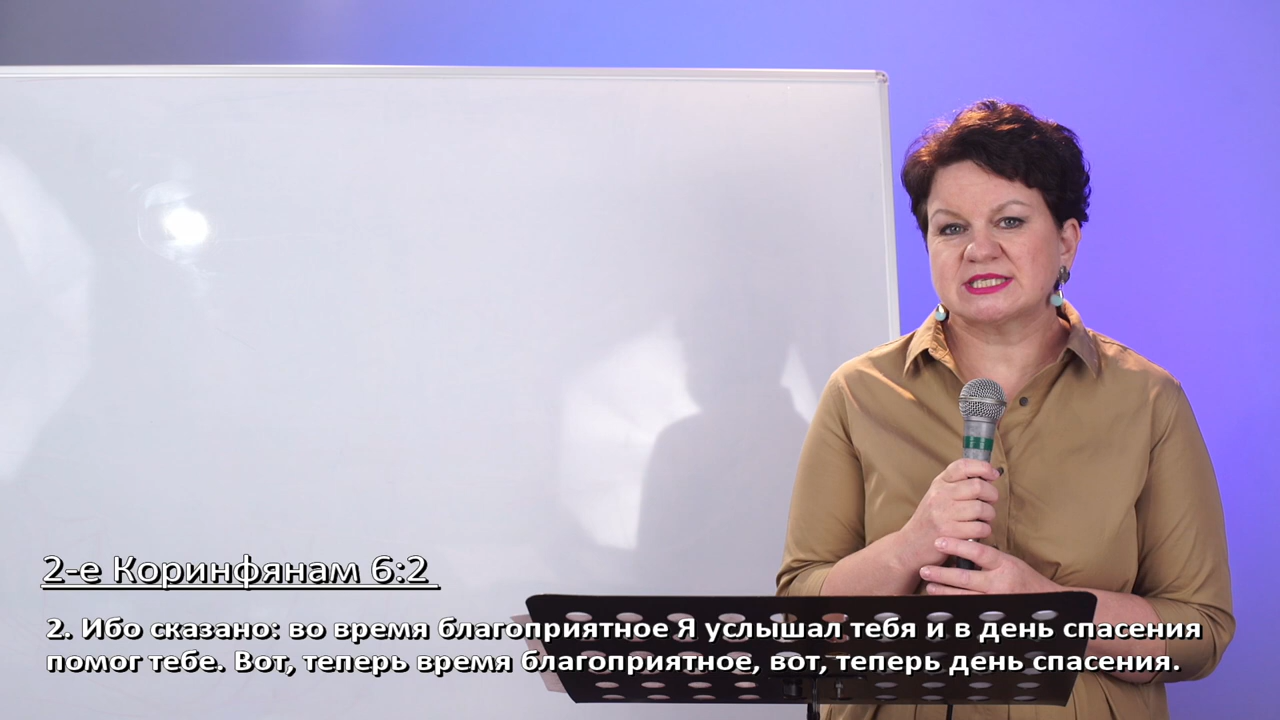 2-е Коринфянам 6:2
2. Ибо сказано: во время благоприятное Я услышал тебя и в день спасения
помог тебе. Вот, теперь время благоприятное, вот, теперь день спасения.